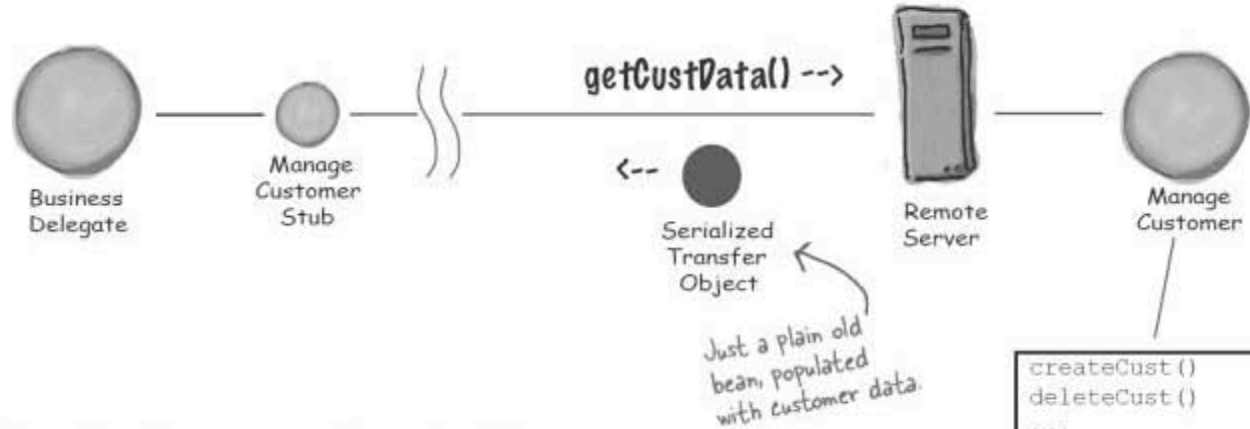 getCustData() -->
<--
Business
Delegate
Manage
Customer
Stub
Serialized
Transfer
Object
Remote
Server
Manage
Customer
Just a plain old
bean, populated
with customer data.
createCust()
deleteCust()